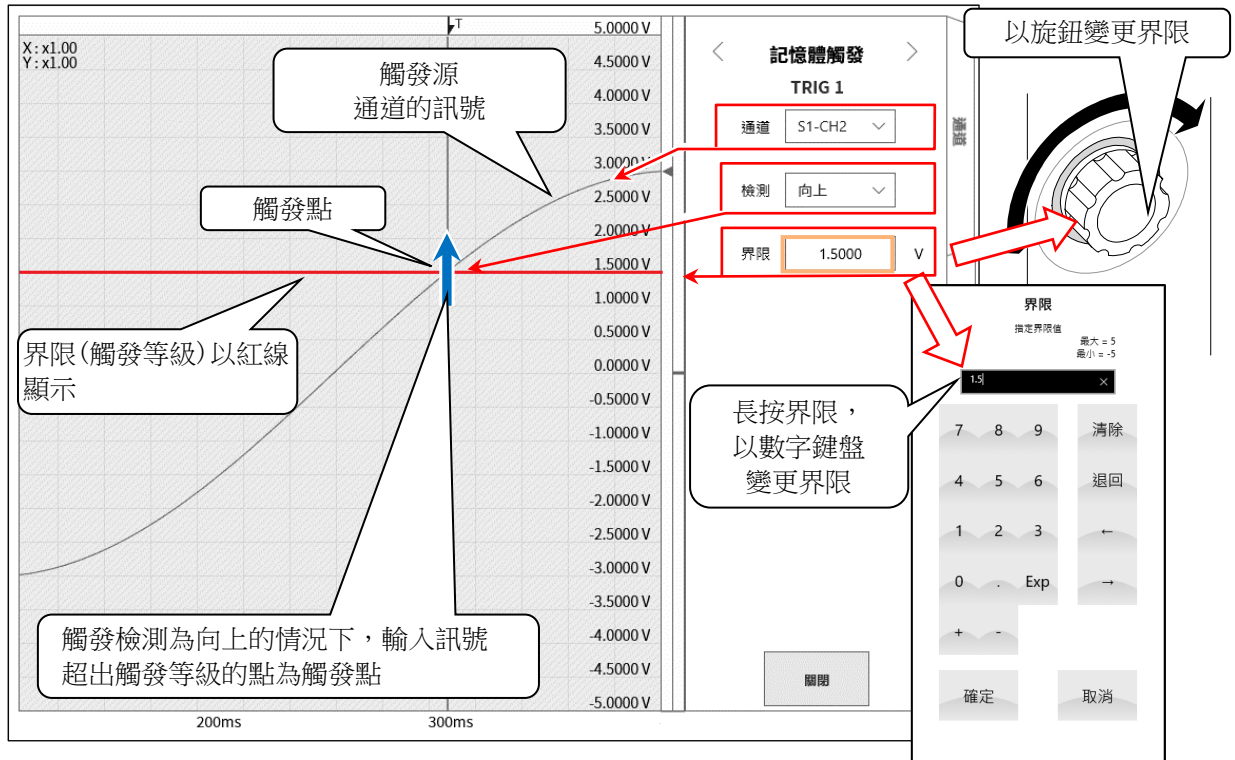 T
X : x1.00
Y : x1.00
5.0000 V
4.5000 V
4.0000 V
3.5000 V
3.0000 V
2.5000 V
2.0000 V
1.5000 V
1.0000 V
0.5000 V
0.0000 V
-0.5000 V
-1.0000 V
-1.5000 V
-2.0000 V
-2.5000 V
-3.0000 V
-3.5000 V
-4.0000 V
-4.5000 V
-5.0000 V
200ms
300ms
觸發源
通道的訊號
觸發點
界限(觸發等級)以紅線
顯示
觸發檢測為向上的情況下，輸入訊號
超出觸發等級的點為觸發點
記憶體觸發
TRIG 1
通道 S1-CH2
檢測 向上
界限 1.5000 V
關閉
通道
以旋鈕變更界限
長按界限，
以數字鍵盤
變更界限
界限
指定界限值
最大 = 5
最小 = -5
1.5 ×
7 8 9 清除
4 5 6 退回
1 2 3 ←
0 . Exp →
+ -
確定 取消